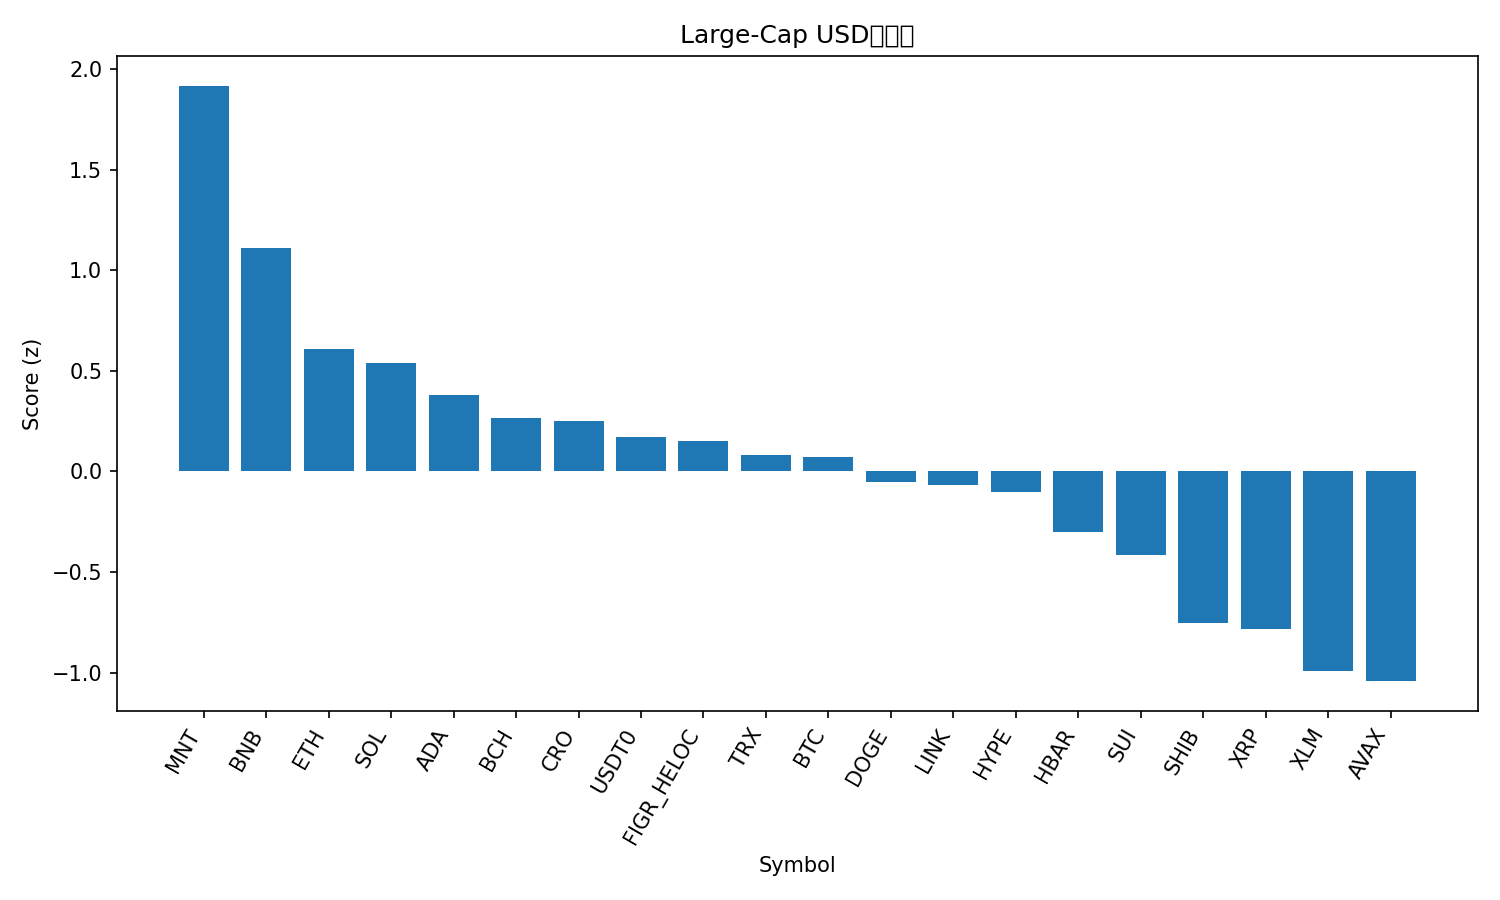 Large-Cap USD
2.0
1.5
1.0
0.5
0.0
−0.5
−1.0
Score (z)
MNT
BNB
ETH
SOL
ADA
BCH
CRO
USDT0
FIGR_HELOC
TRX
BTC
DOGE
LINK
HYPE
HBAR
SUI
SHIB
XRP
XLM
AVAX
Symbol